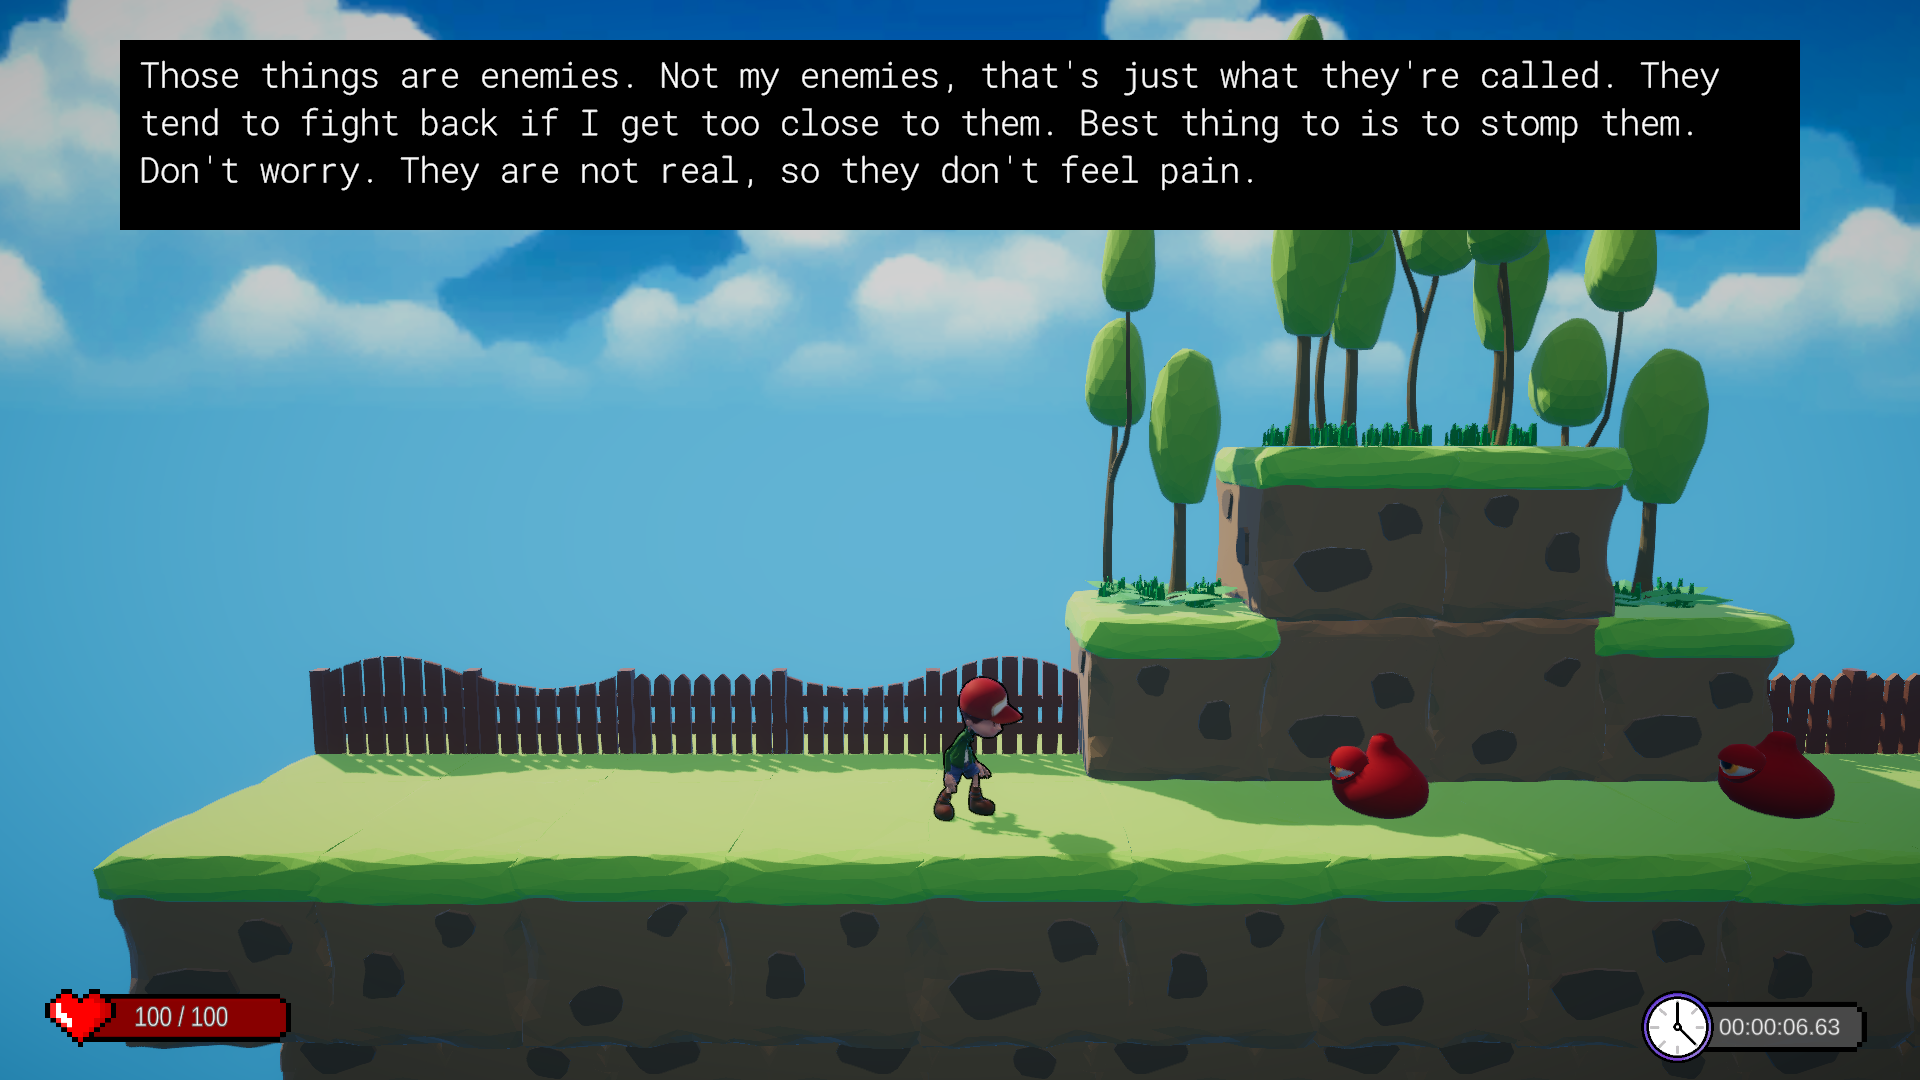 Those things are enemies. Not my enemies, that's just what they're called. They
tend to fight back if I get too close to them. Best thing to is to stomp them.
Don't worry. They are not real, so they don't feel pain.
100 / 100
00:00:06.63